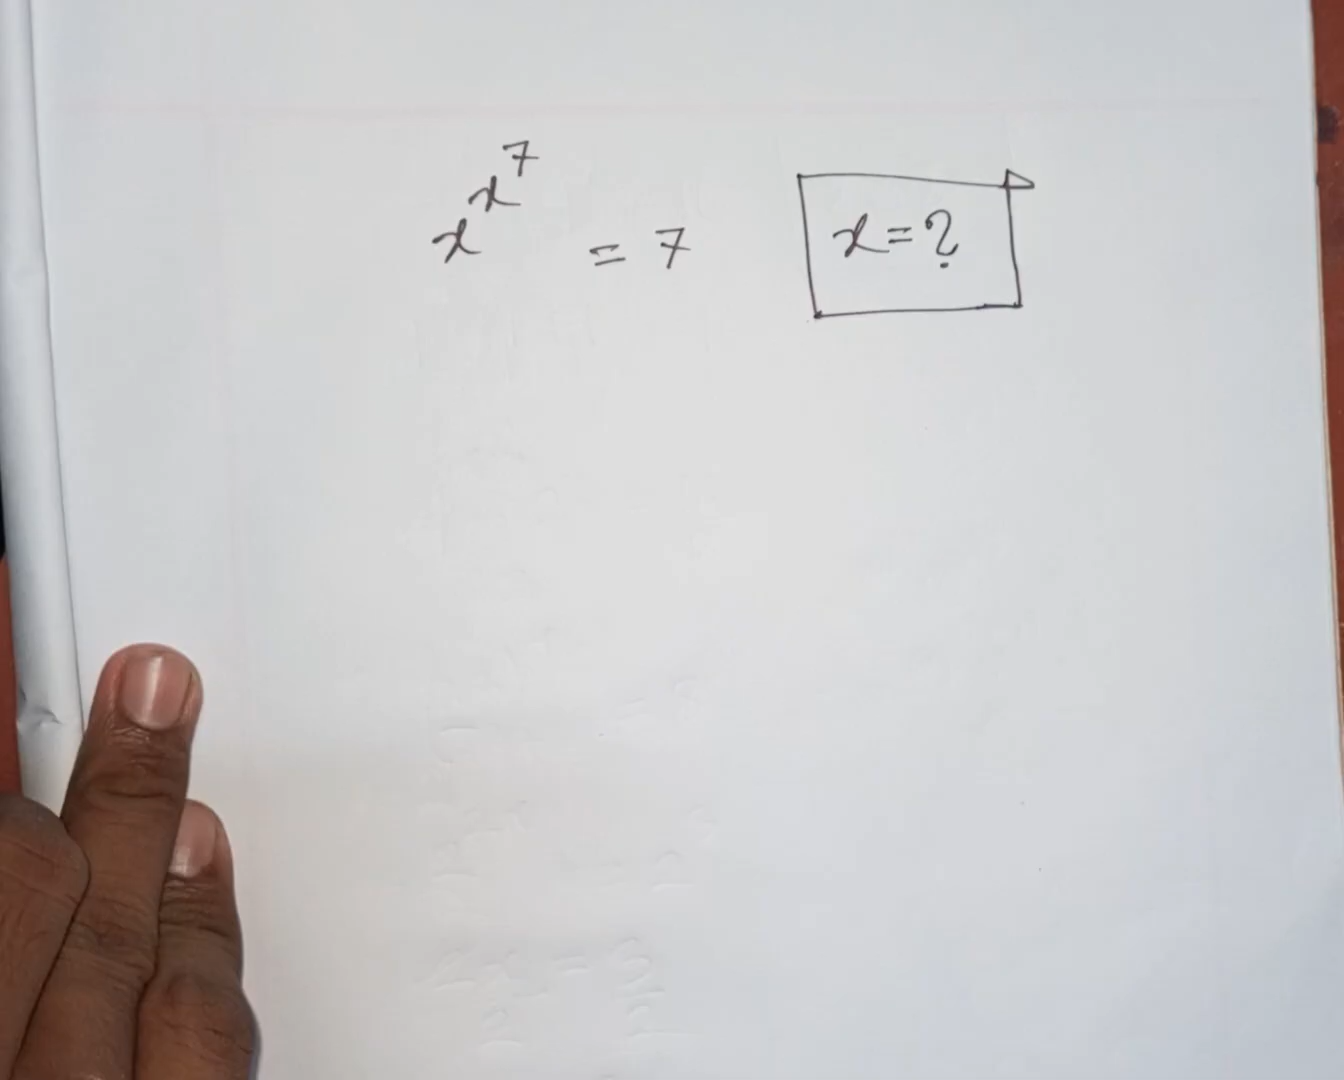 x^x^7 = 7
x = ?